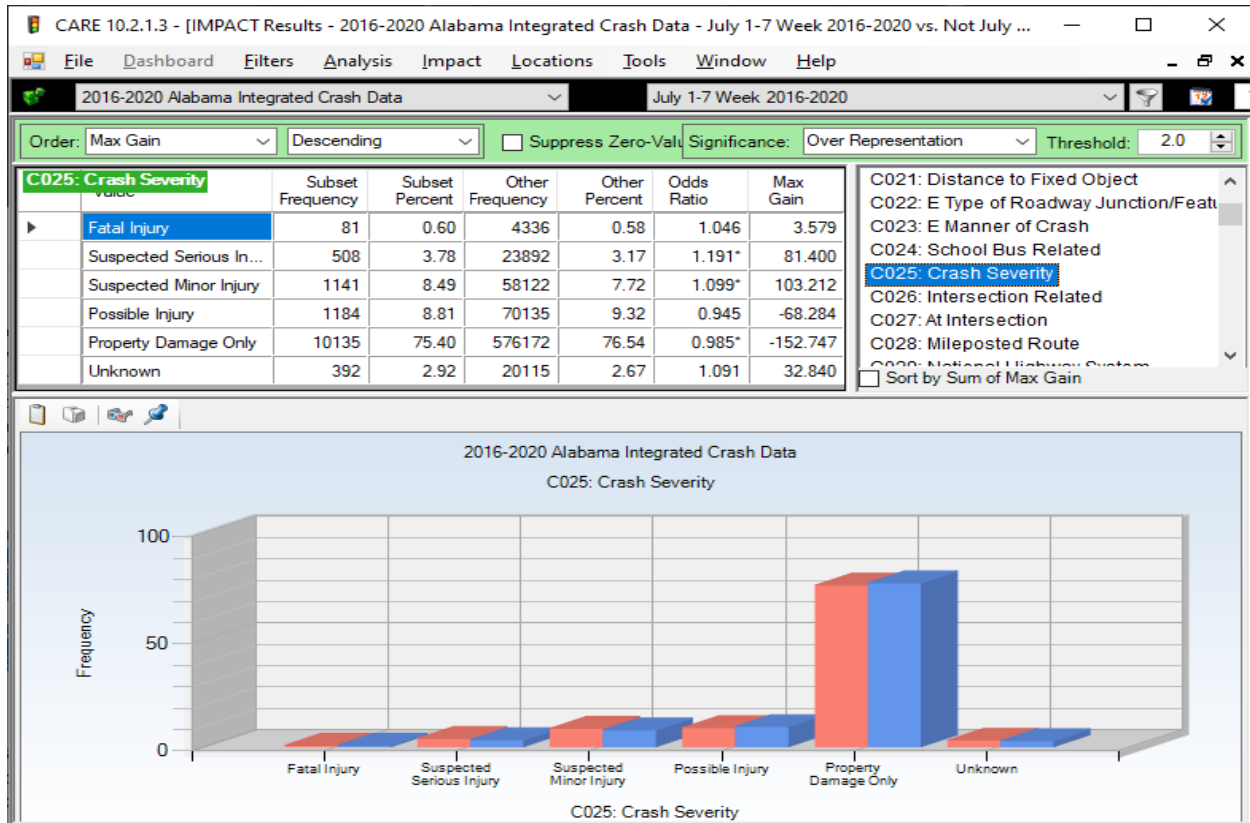 CARE 10.2.1.3 - [IMPACT Results - 2016-2020 Alabama Integrated Crash Data - July 1-7 Week 2016-2020 vs. Not July ...
File Dashboard Filters Analysis Impact Locations Tools Window Help
2016-2020 Alabama Integrated Crash Data July 1-7 Week 2016-2020
Order: Max Gain Descending Suppress Zero-Valu Significance: Over Representation Threshold: 2.0
C025: Crash Severity Subset Frequency Subset Percent Other Frequency Other Percent Odds Ratio Max Gain
Fatal Injury 81 0.60 4336 0.58 1.046 3.579
Suspected Serious In... 508 3.78 23892 3.17 1.191* 81.400
Suspected Minor Injury 1141 8.49 58122 7.72 1.099* 103.212
Possible Injury 1184 8.81 70135 9.32 0.945 -68.284
Property Damage Only 10135 75.40 576172 76.54 0.985* -152.747
Unknown 392 2.92 20115 2.67 1.091 32.840
C021: Distance to Fixed Object
C022: E Type of Roadway Junction/Featu
C023: E Manner of Crash
C024: School Bus Related
C025: Crash Severity
C026: Intersection Related
C027: At Intersection
C028: Mileposted Route
Sort by Sum of Max Gain
2016-2020 Alabama Integrated Crash Data
C025: Crash Severity
Frequency
100
50
0
Fatal Injury
Suspected Serious Injury
Suspected Minor Injury
Possible Injury
Property Damage Only
Unknown
C025: Crash Severity